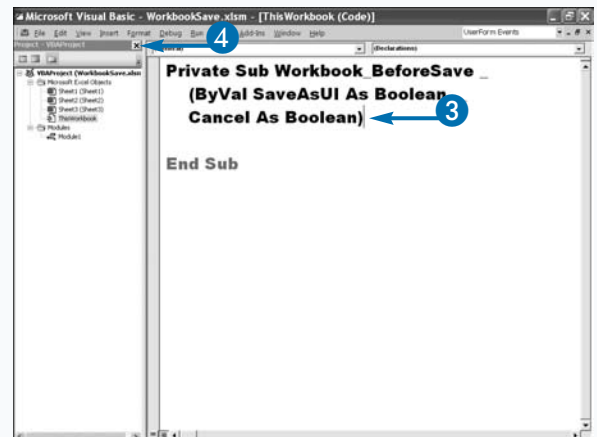 Microsoft Visual Basic - WorkbookSave.xlsm - [ThisWorkbook (Code)]
File Edit View Insert Format Debug Run Add-Ins Window Help
UserForm Events
Project - VBAProject
4
(Declarations)
VBAProject (WorkbookSave.xlsm
Microsoft Excel Objects
Sheet1 (Sheet1)
Sheet2 (Sheet2)
Sheet3 (Sheet3)
ThisWorkbook
Modules
Module1
Private Sub Workbook_BeforeSave _
(ByVal SaveAsUI As Boolean
Cancel As Boolean)
3
End Sub